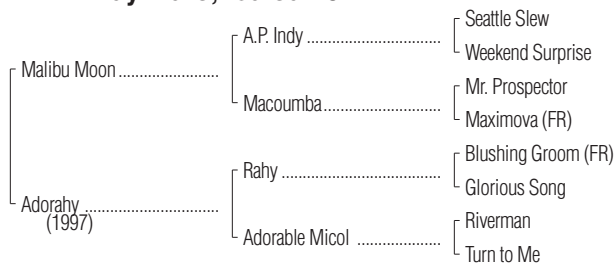 Seattle Slew
A.P. Indy
Weekend Surprise
Malibu Moon
Mr. Prospector
Macoumba
Maximova (FR)
Blushing Groom (FR)
Rahy
Glorious Song
Adorahy
(1997)
Riverman
Adorable Micol
Turn to Me